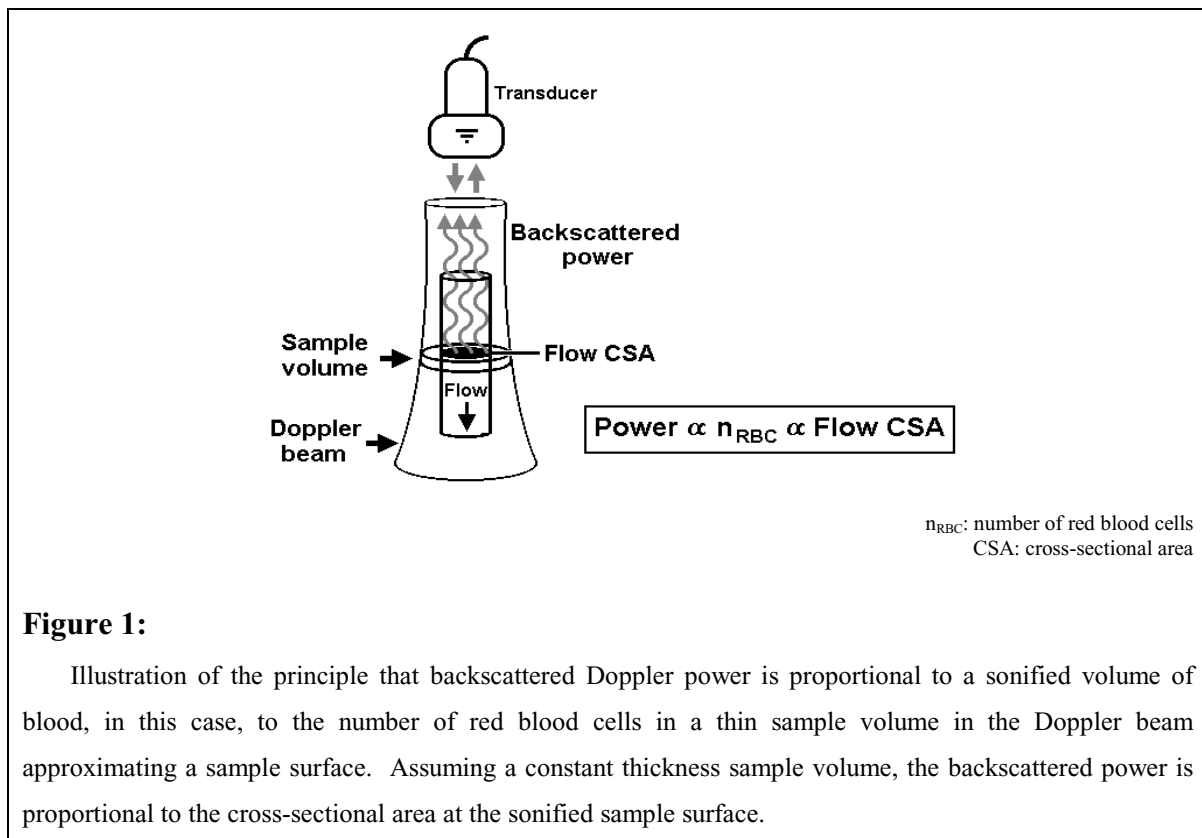 Transducer
Backscattered
power
Sample
volume
Flow CSA
Flow
Doppler
beam
Power ∝ n_RBC ∝ Flow CSA
n_RBC: number of red blood cells
CSA: cross-sectional area
Figure 1:
Illustration of the principle that backscattered Doppler power is proportional to a sonified volume of
blood, in this case, to the number of red blood cells in a thin sample volume in the Doppler beam
approximating a sample surface. Assuming a constant thickness sample volume, the backscattered power is
proportional to the cross-sectional area at the sonified sample surface.